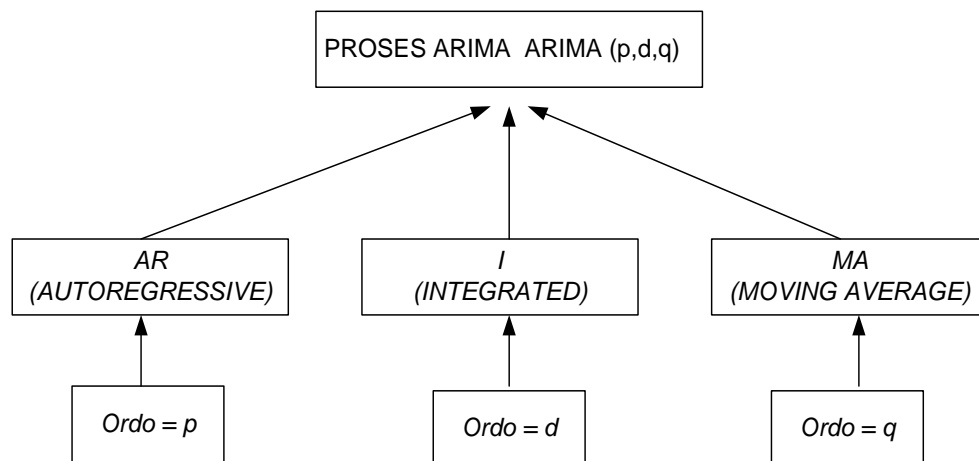 PROSES ARIMA ARIMA (p,d,q)
AR
(AUTOREGRESSIVE)
I
(INTEGRATED)
MA
(MOVING AVERAGE)
Ordo = p
Ordo = d
Ordo = q